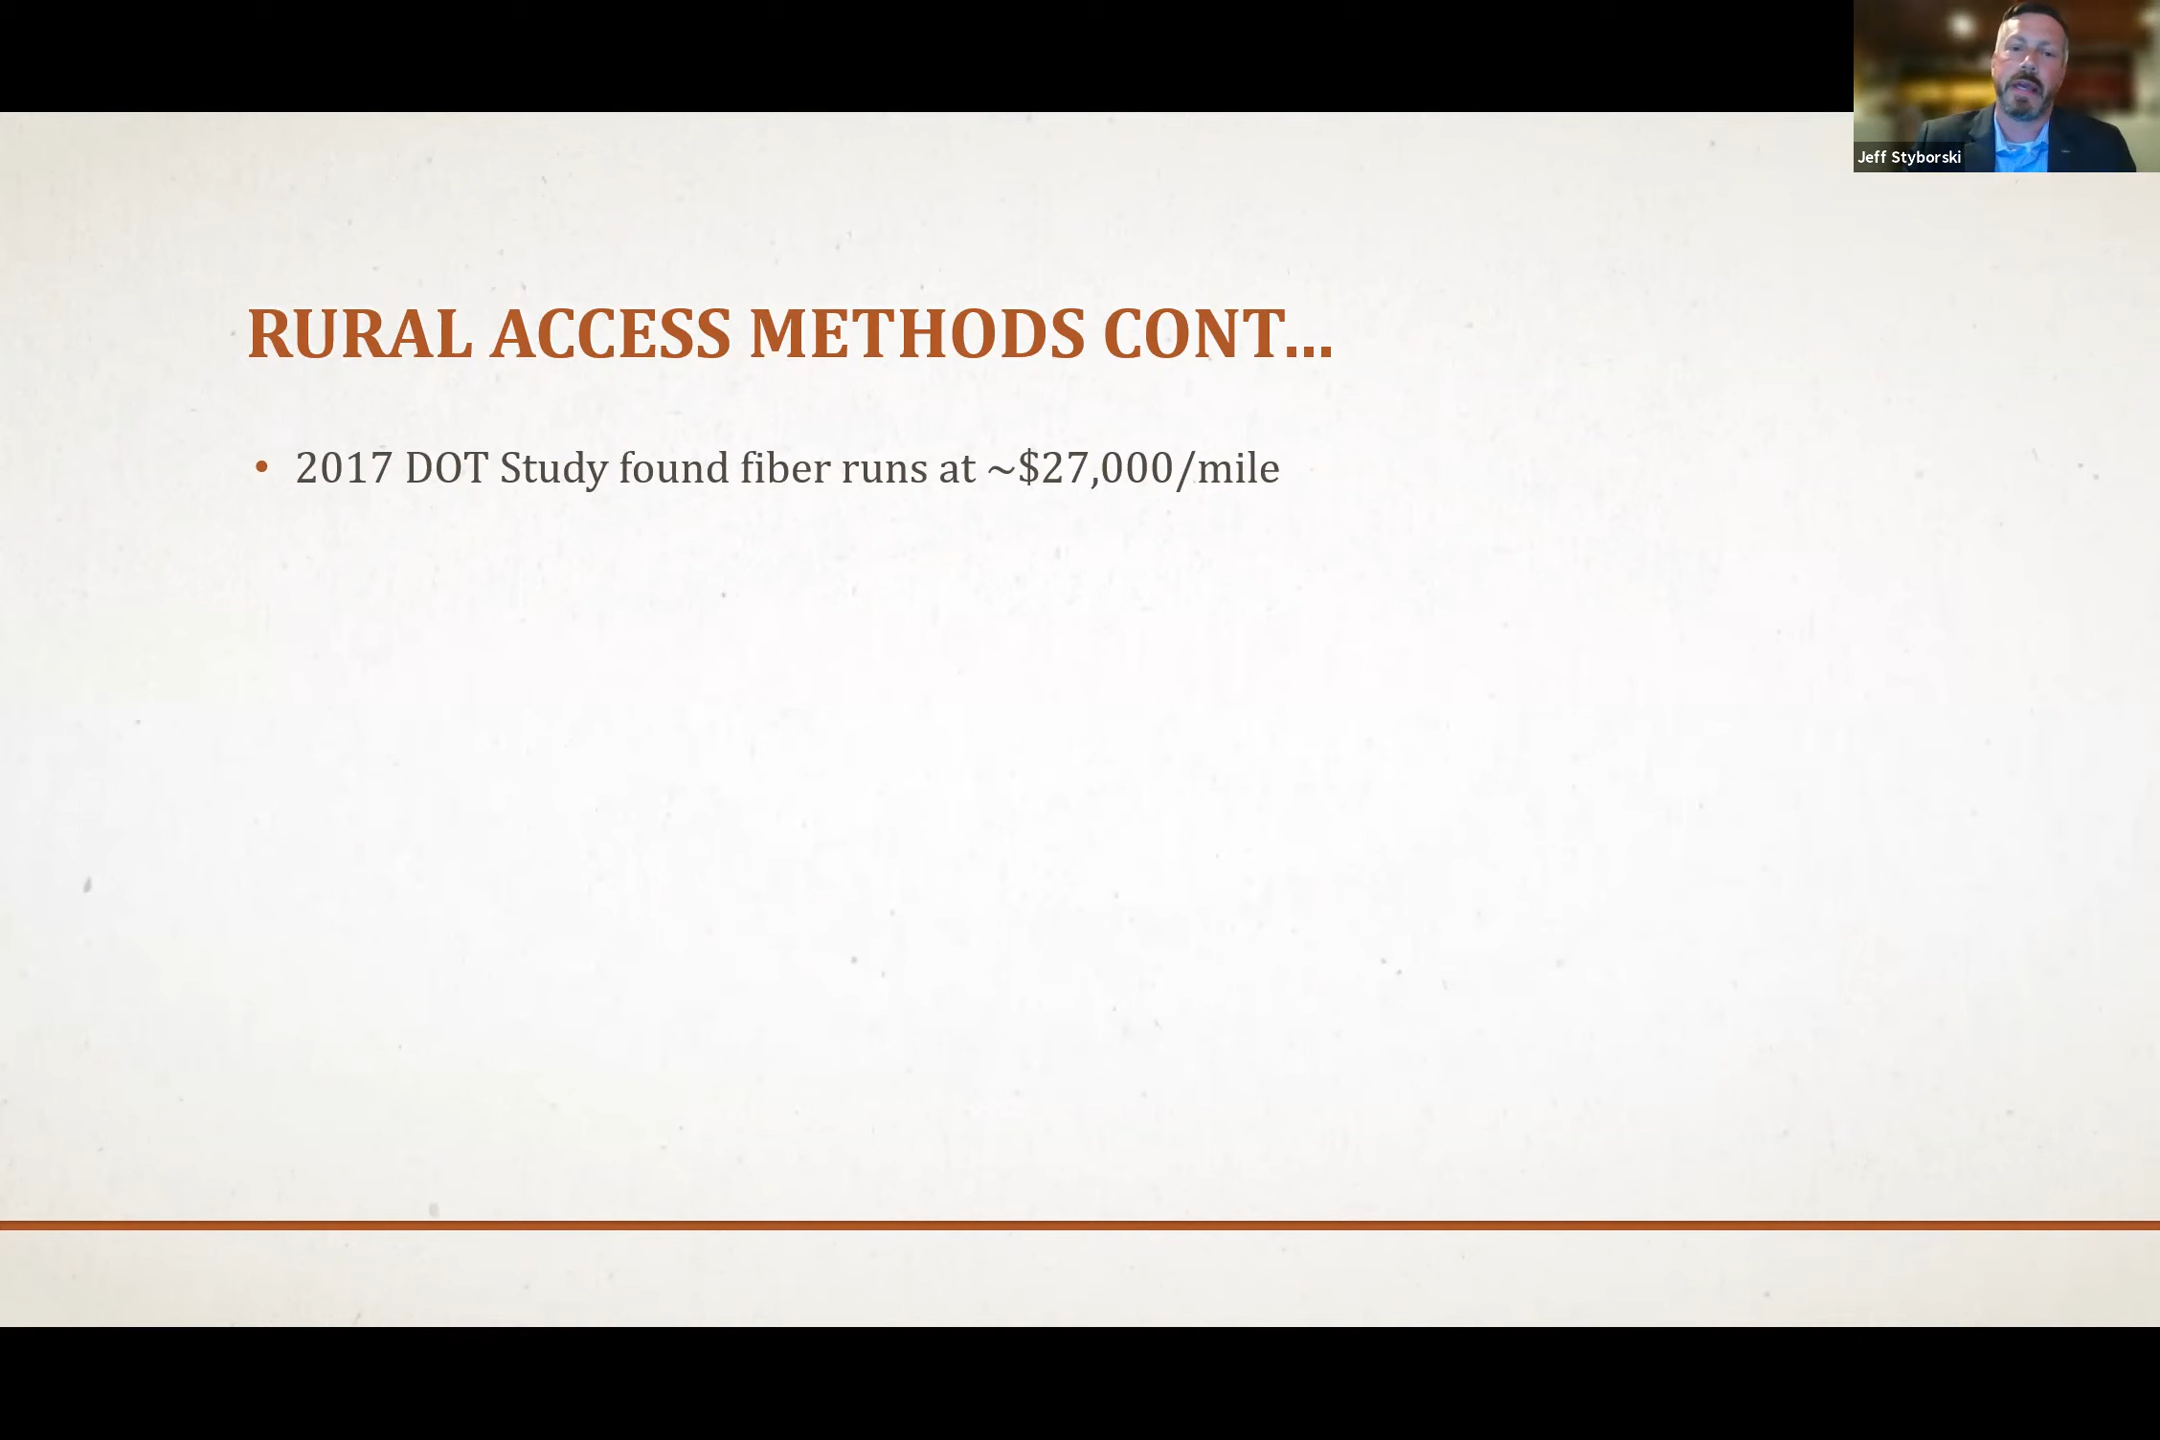 Jeff Styborski
RURAL ACCESS METHODS CONT...
• 2017 DOT Study found fiber runs at ~$27,000/mile